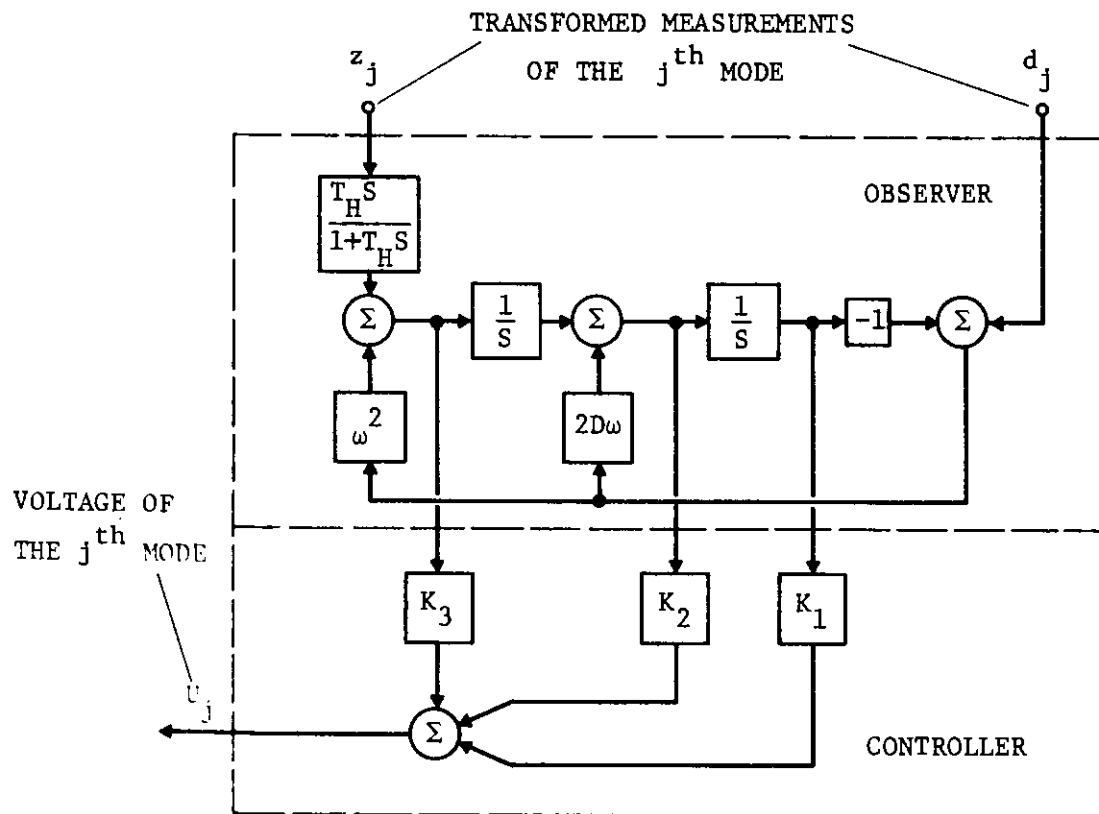 TRANSFORMED MEASUREMENTS
OF THE j^th MODE
z_j
d_j
T_H S
1+T_H S
OBSERVER
Σ
1
S
Σ
1
S
-1
Σ
ω^2
2Dω
VOLTAGE OF
THE j^th MODE
K_3
K_2
K_1
U_j
Σ
CONTROLLER